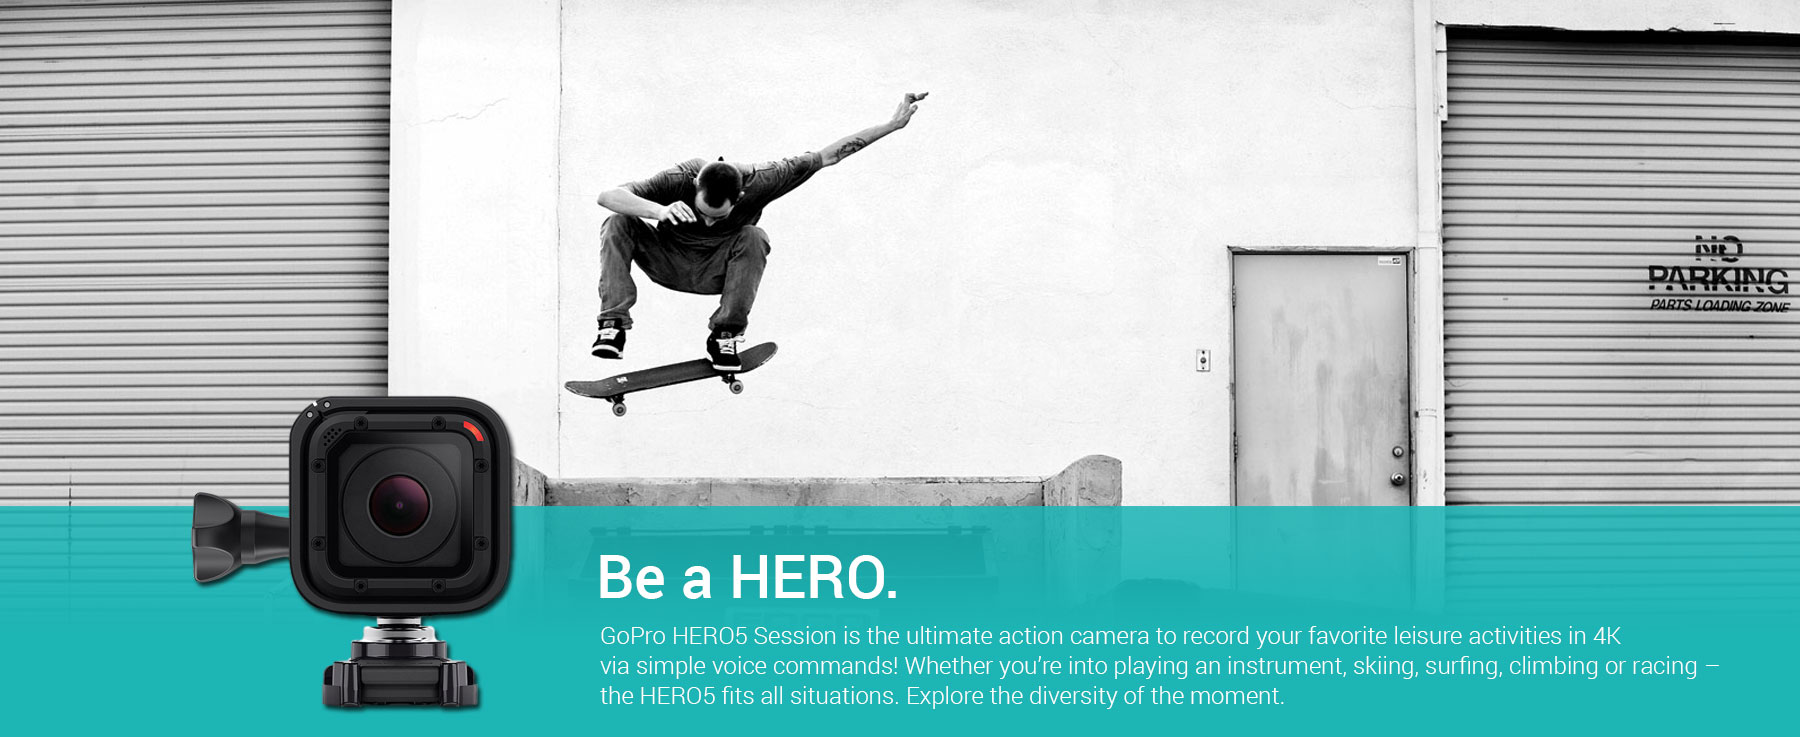 NO
PARKING
PARTS LOADING ZONE
Be a HERO.
GoPro HERO5 Session is the ultimate action camera to record your favorite leisure activities in 4K
via simple voice commands! Whether you’re into playing an instrument, skiing, surfing, climbing or racing –
the HERO5 fits all situations. Explore the diversity of the moment.